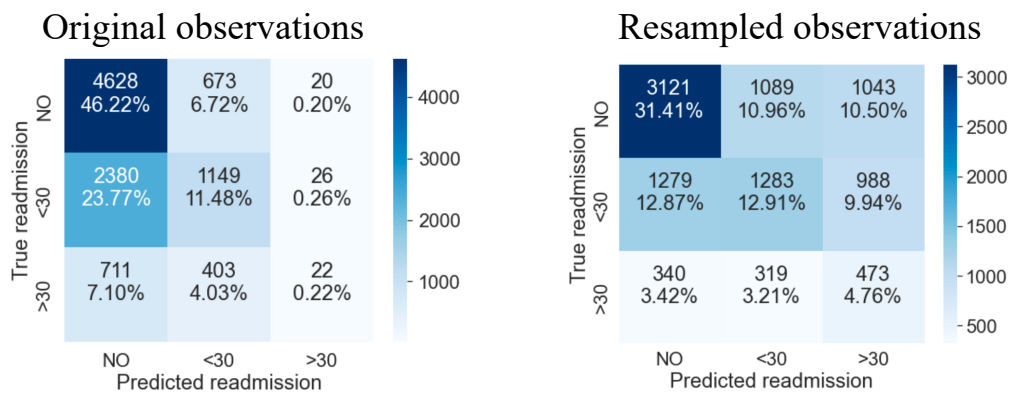 Original observations
4628 673 20
46.22% 6.72% 0.20%
2380 1149 26
23.77% 11.48% 0.26%
711 403 22
7.10% 4.03% 0.22%
NO
<30
>30
True readmission
NO <30 >30
Predicted readmission
4000
3000
2000
1000
Resampled observations
3121 1089 1043
31.41% 10.96% 10.50%
1279 1283 988
12.87% 12.91% 9.94%
340 319 473
3.42% 3.21% 4.76%
NO
<30
>30
True readmission
NO <30 >30
Predicted readmission
3000
2500
2000
1500
1000
500